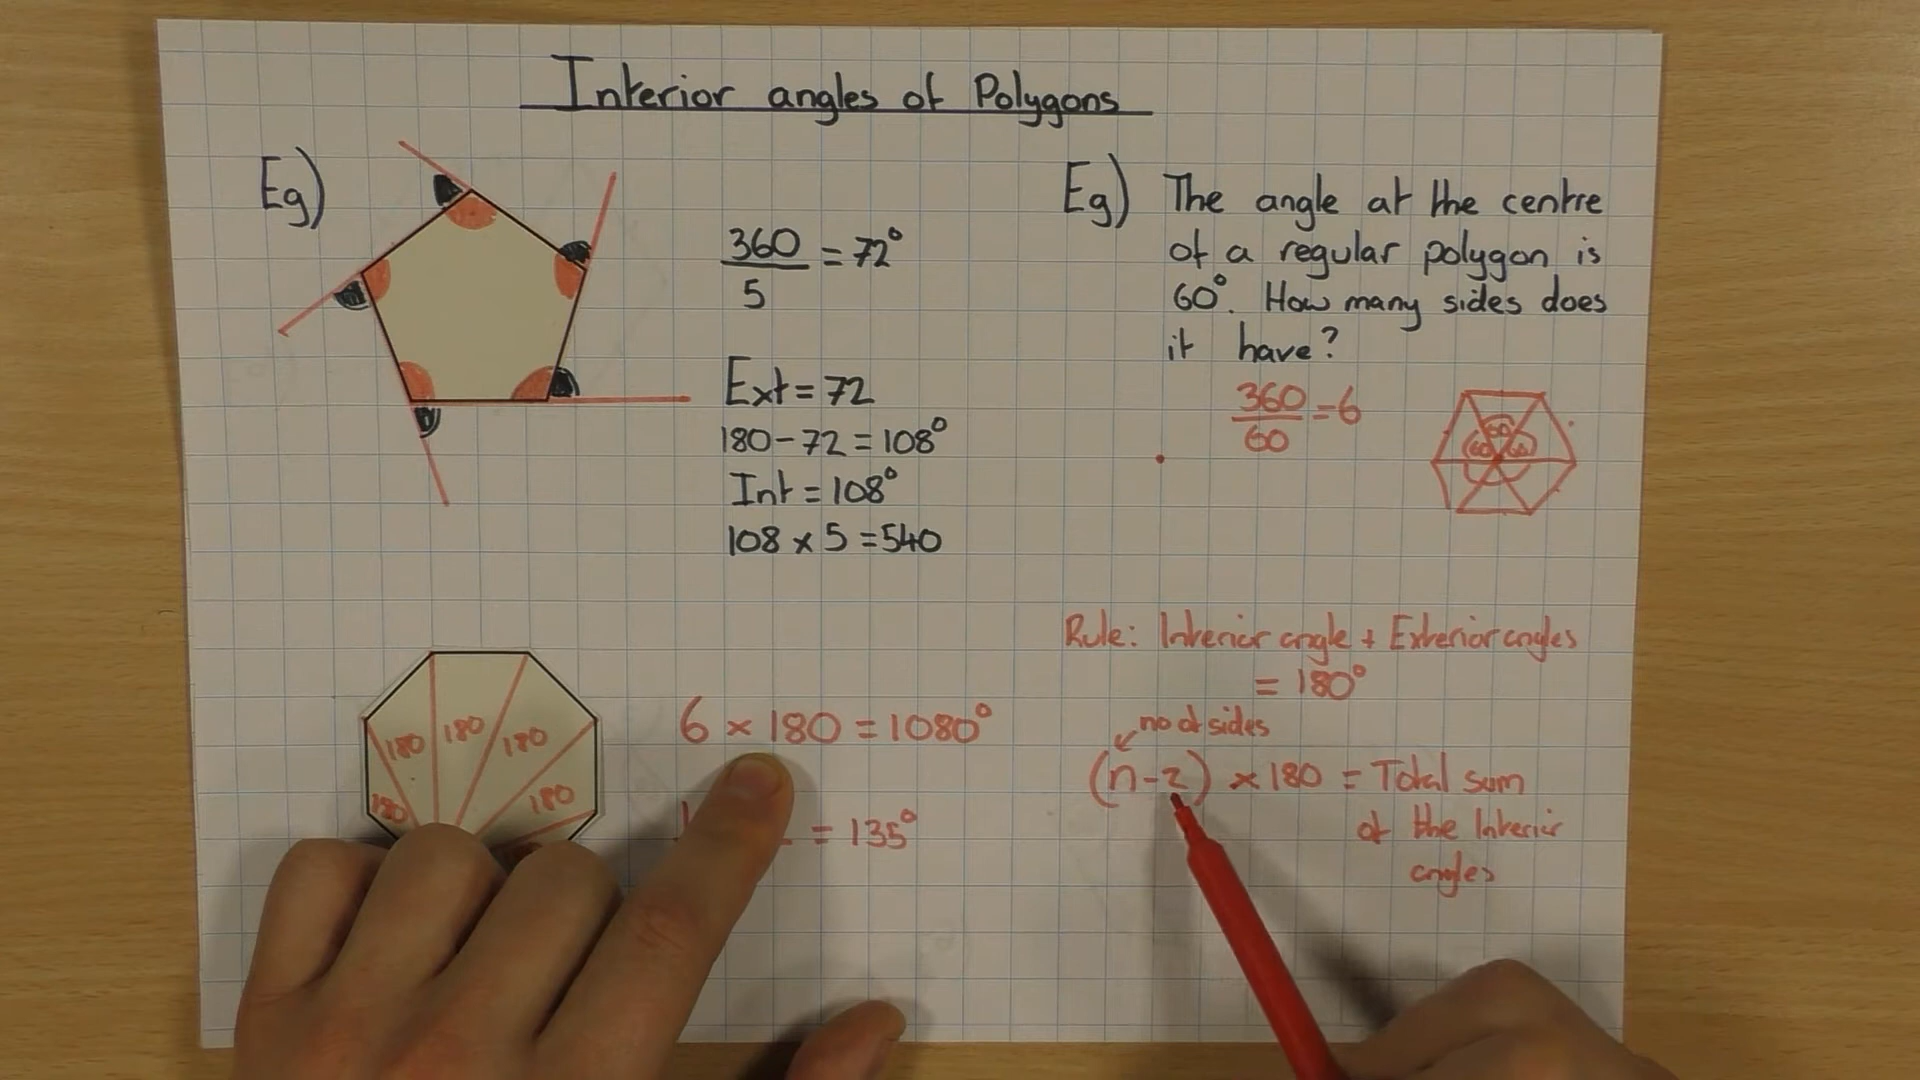 Interior angles of Polygons
Eg)
360
5
= 72°
Ext = 72
180 - 72 = 108°
Int = 108°
108 × 5 = 540
Eg) The angle at the centre
of a regular polygon is
60°. How many sides does
it have?
360
60
= 6
60
60
60
180
180
180
180
180
6 × 180 = 1080°
= 135°
Rule: Interior angle + Exterior angles
= 180°
no of sides
(n-2) × 180 = Total sum
of the Interior
angles